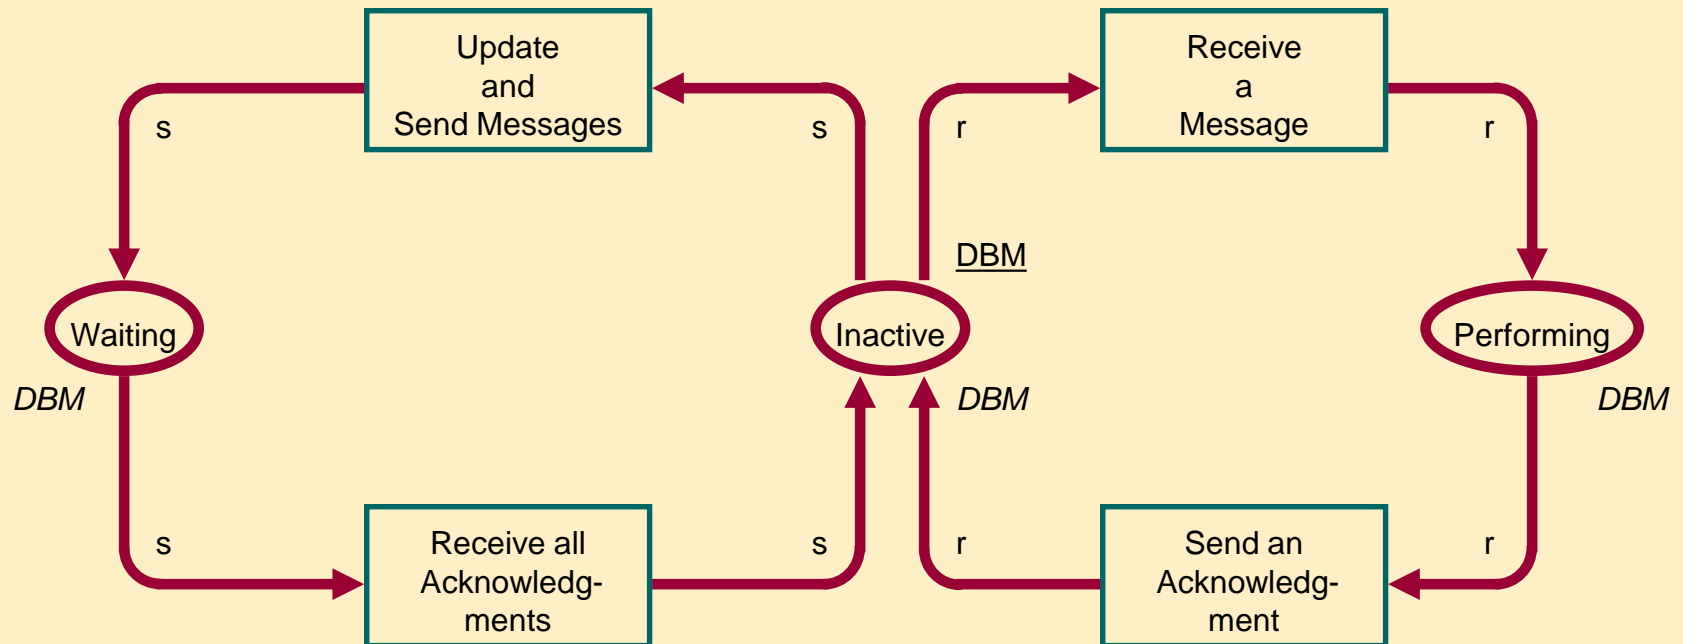 Update
and
Send Messages
Receive
a
Message
s
s
r
r
DBM
Waiting
Inactive
Performing
DBM
DBM
DBM
s
s
r
r
Receive all
Acknowledg-
ments
Send an
Acknowledg-
ment